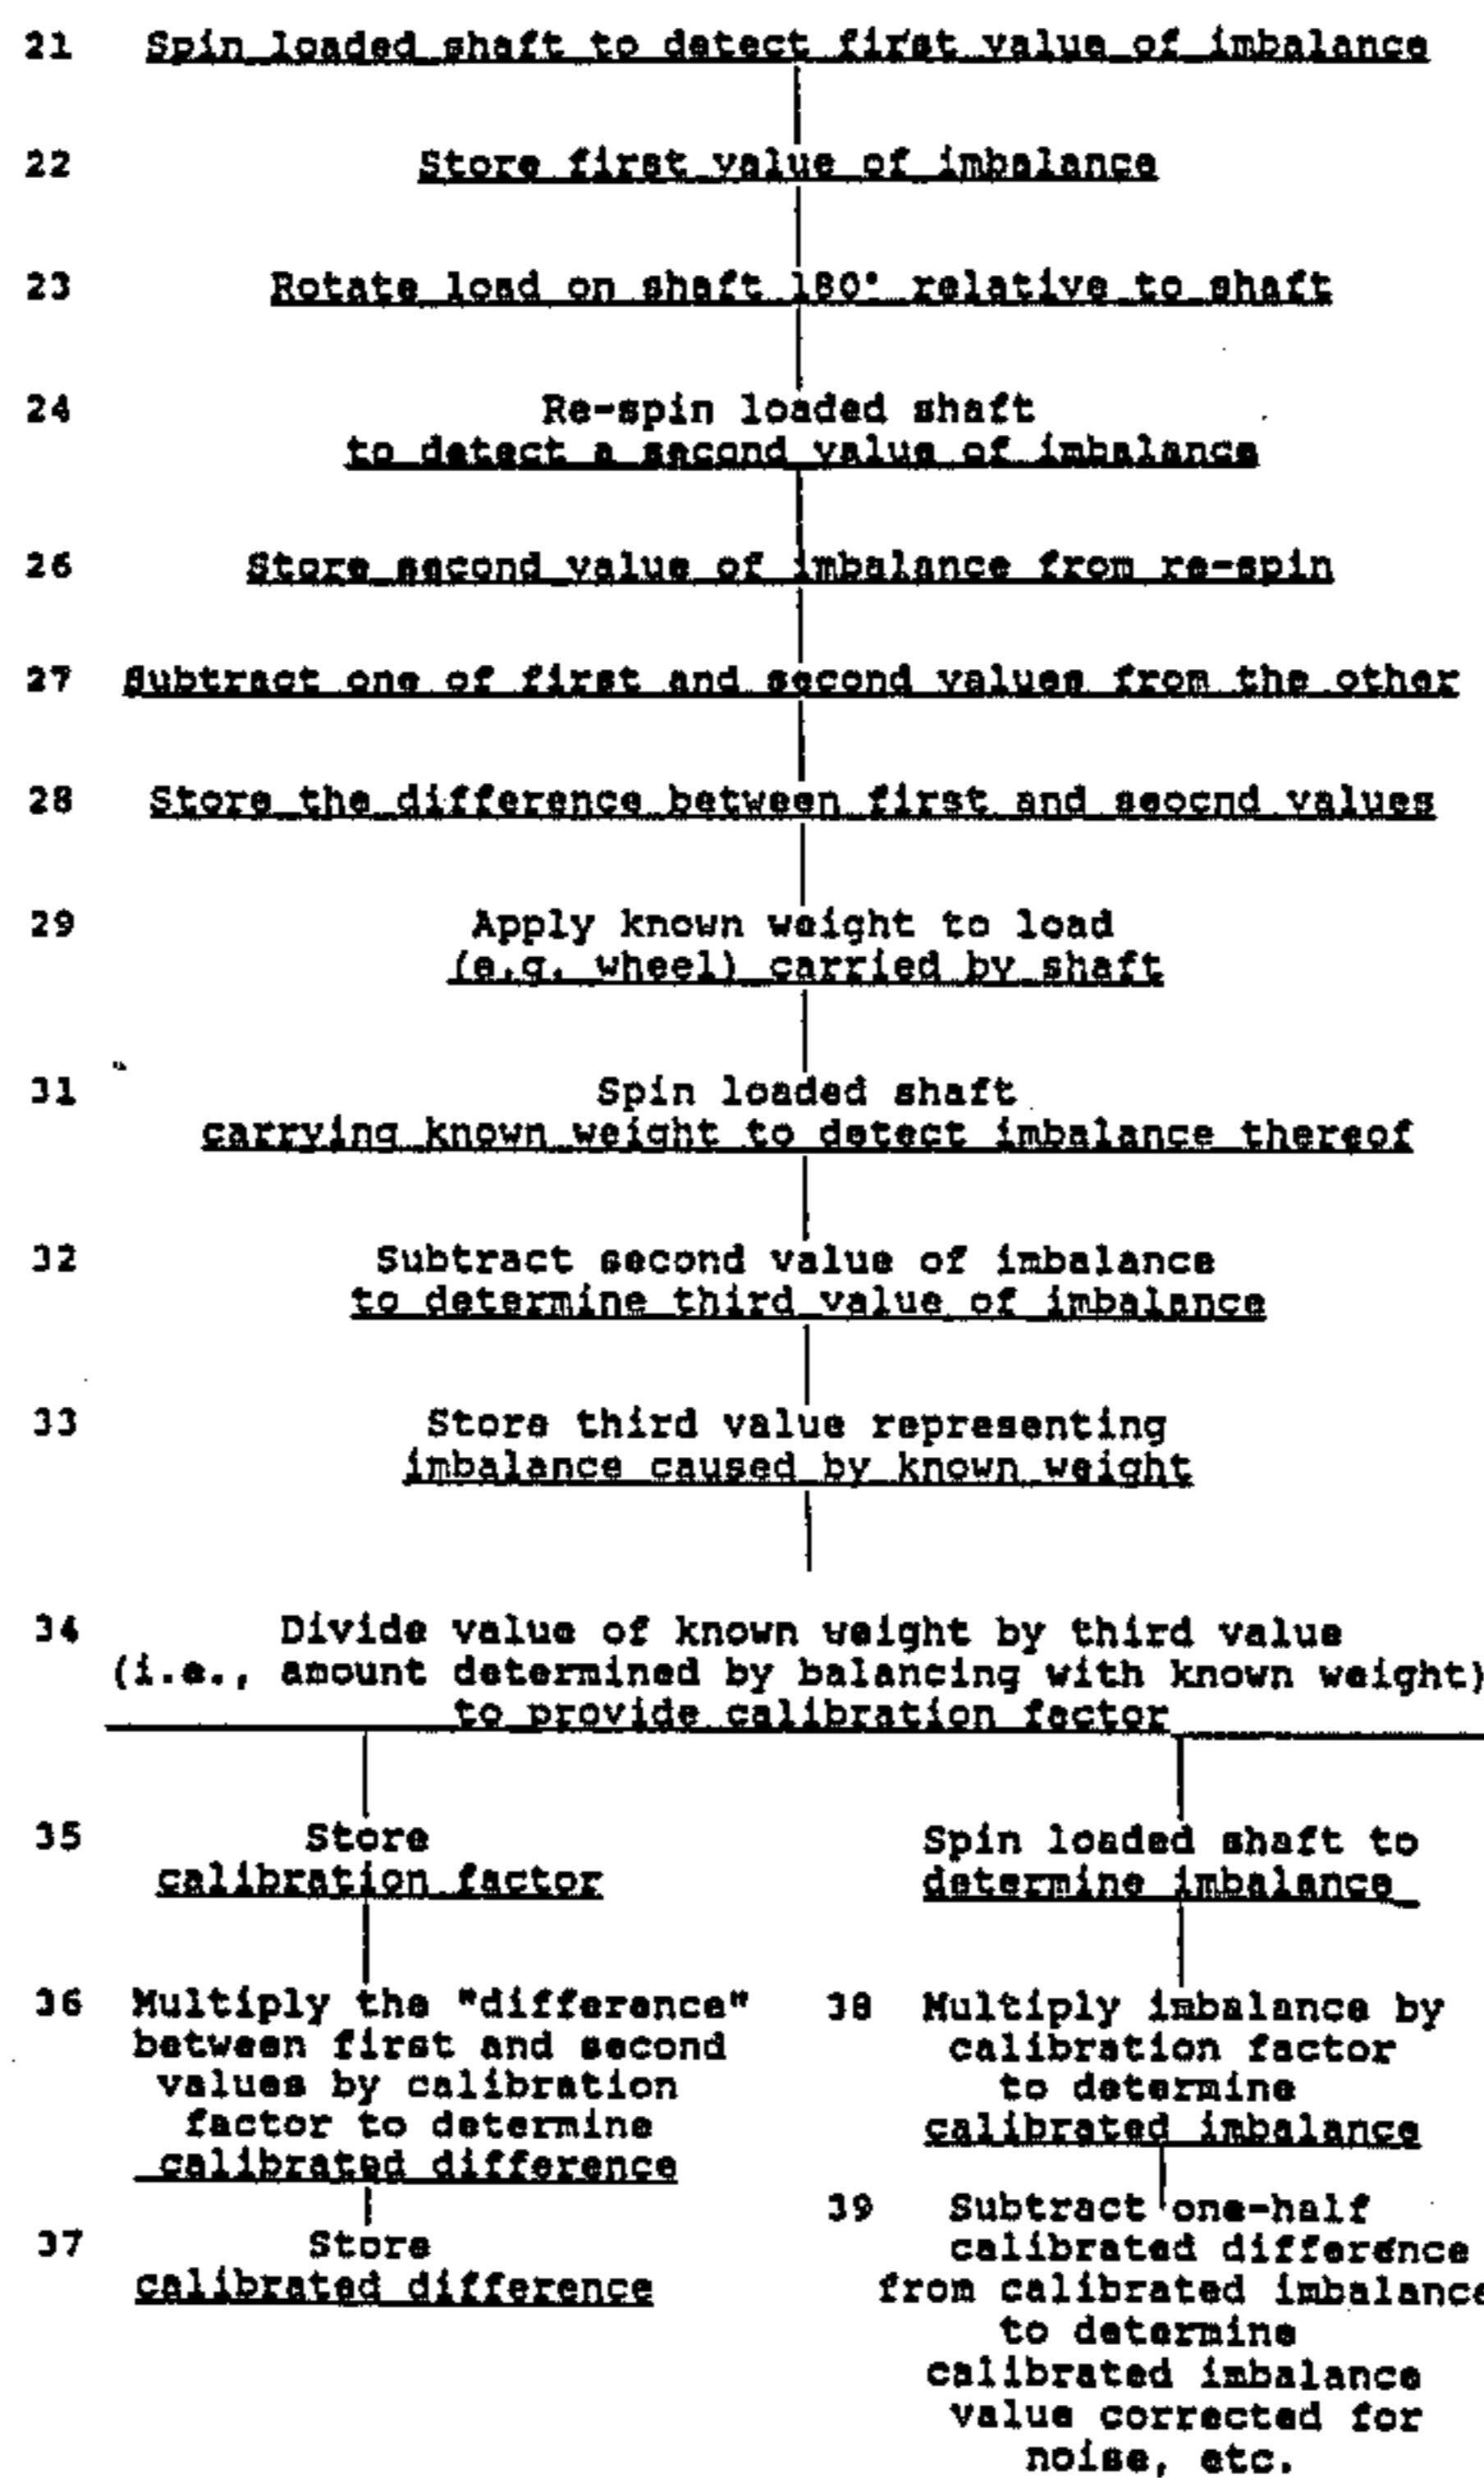 21 Spin loaded shaft to detect first value of imbalance
22 Store first value of imbalance
23 Rotate load on shaft 180° relative to shaft
24 Re-spin loaded shaft
to detect a second value of imbalance
26 Store second value of imbalance from re-spin
27 Subtract one of first and second values from the other
28 Store the difference between first and seocnd values
29 Apply known weight to load
(e.g. wheel) carried by shaft
31 Spin loaded shaft
carrying known weight to detect imbalance thereof
32 Subtract second value of imbalance
to determine third value of imbalance
33 Store third value representing
imbalance caused by known weight
34 Divide value of known weight by third value
(i.e., amount determined by balancing with known weight)
to provide calibration factor
35 Store
calibration factor
36 Multiply the "difference"
between first and second
values by calibration
factor to determine
calibrated difference
37 Store
calibrated difference
Spin loaded shaft to
determine imbalance
38 Multiply imbalance by
calibration factor
to determine
calibrated imbalance
39 Subtract one-half
calibrated difference
from calibrated imbalance
to determine
calibrated imbalance
value corrected for
noise, etc.